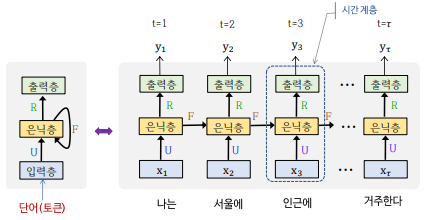 시간 계층
t=1 t=2 t=3 t=τ
y₁ y₂ y₃ yτ
출력층 출력층 출력층 출력층 출력층
R R R R R
은닉층 F 은닉층 F 은닉층 F 은닉층 F ... 은닉층
U U U U U
입력층 x₁ x₂ x₃ ... xτ
단어(토큰) 나는 서울에 인근에 거주한다